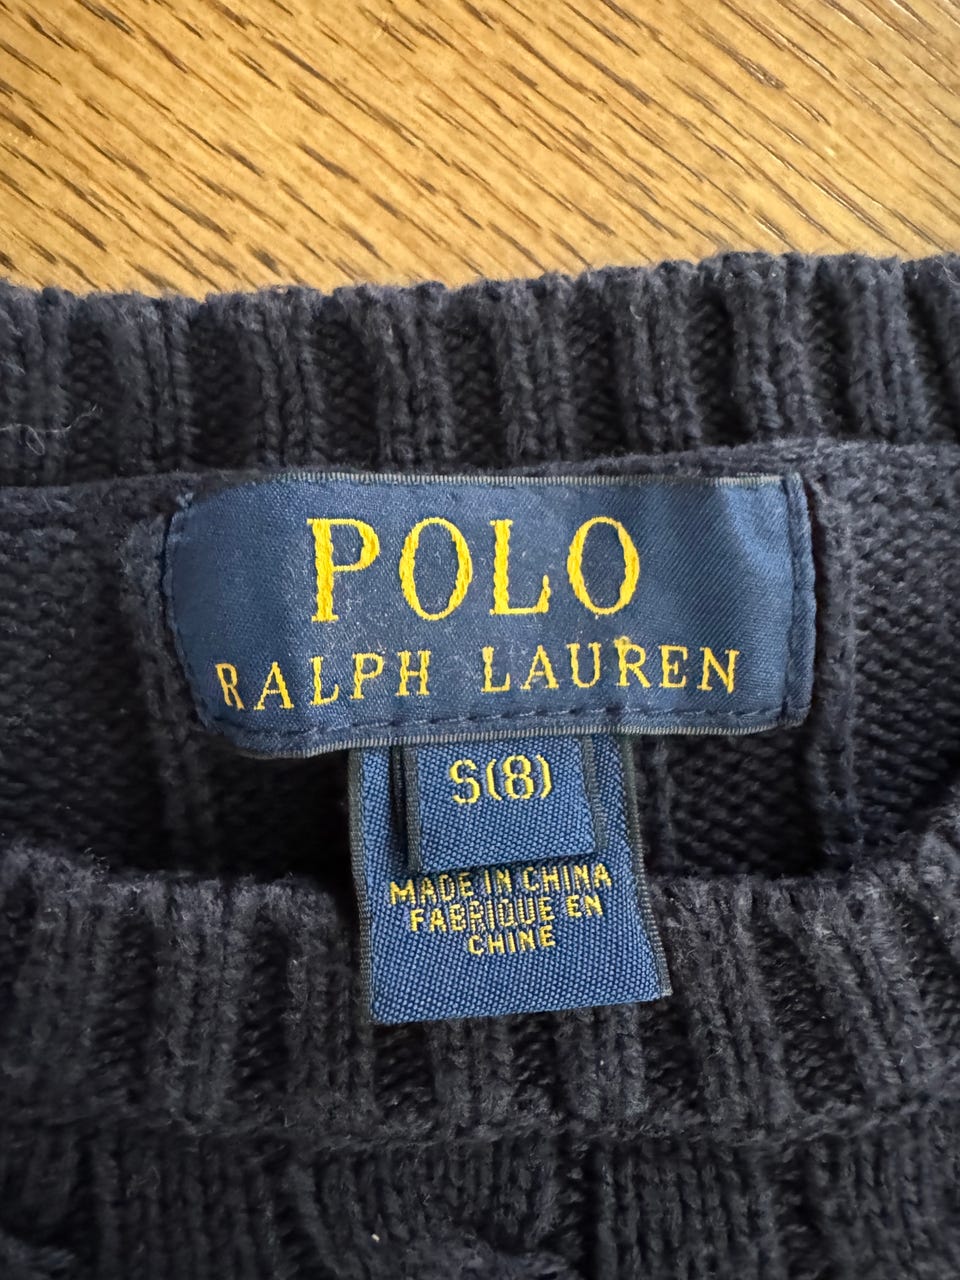 POLO
RALPH LAUREN
S(8)
MADE IN CHINA
FABRIQUE EN
CHINE